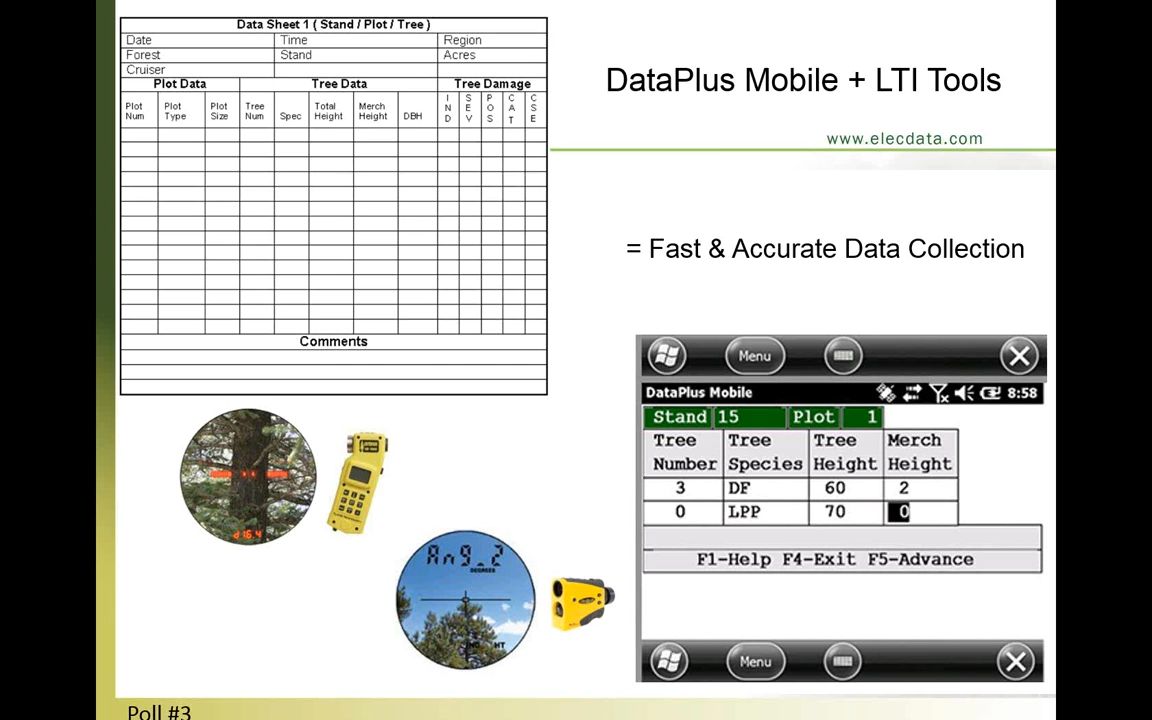 Data Sheet 1 ( Stand / Plot / Tree )
Date Time Region
Forest Stand Acres
Cruiser
Plot Data Tree Data Tree Damage
Plot Num Plot Type Plot Size Tree Num Spec Total Height Merch Height DBH IND SEV POS CAT CSE
Comments
DataPlus Mobile + LTI Tools
www.elecdata.com
= Fast & Accurate Data Collection
Menu
DataPlus Mobile 8:58
Stand 15 Plot 1
Tree Tree Tree Merch
Number Species Height Height
3 DF 60 2
0 LPP 70 0
F1-Help F4-Exit F5-Advance
Menu
Ang_2
DEGREES
HT
Poll #3